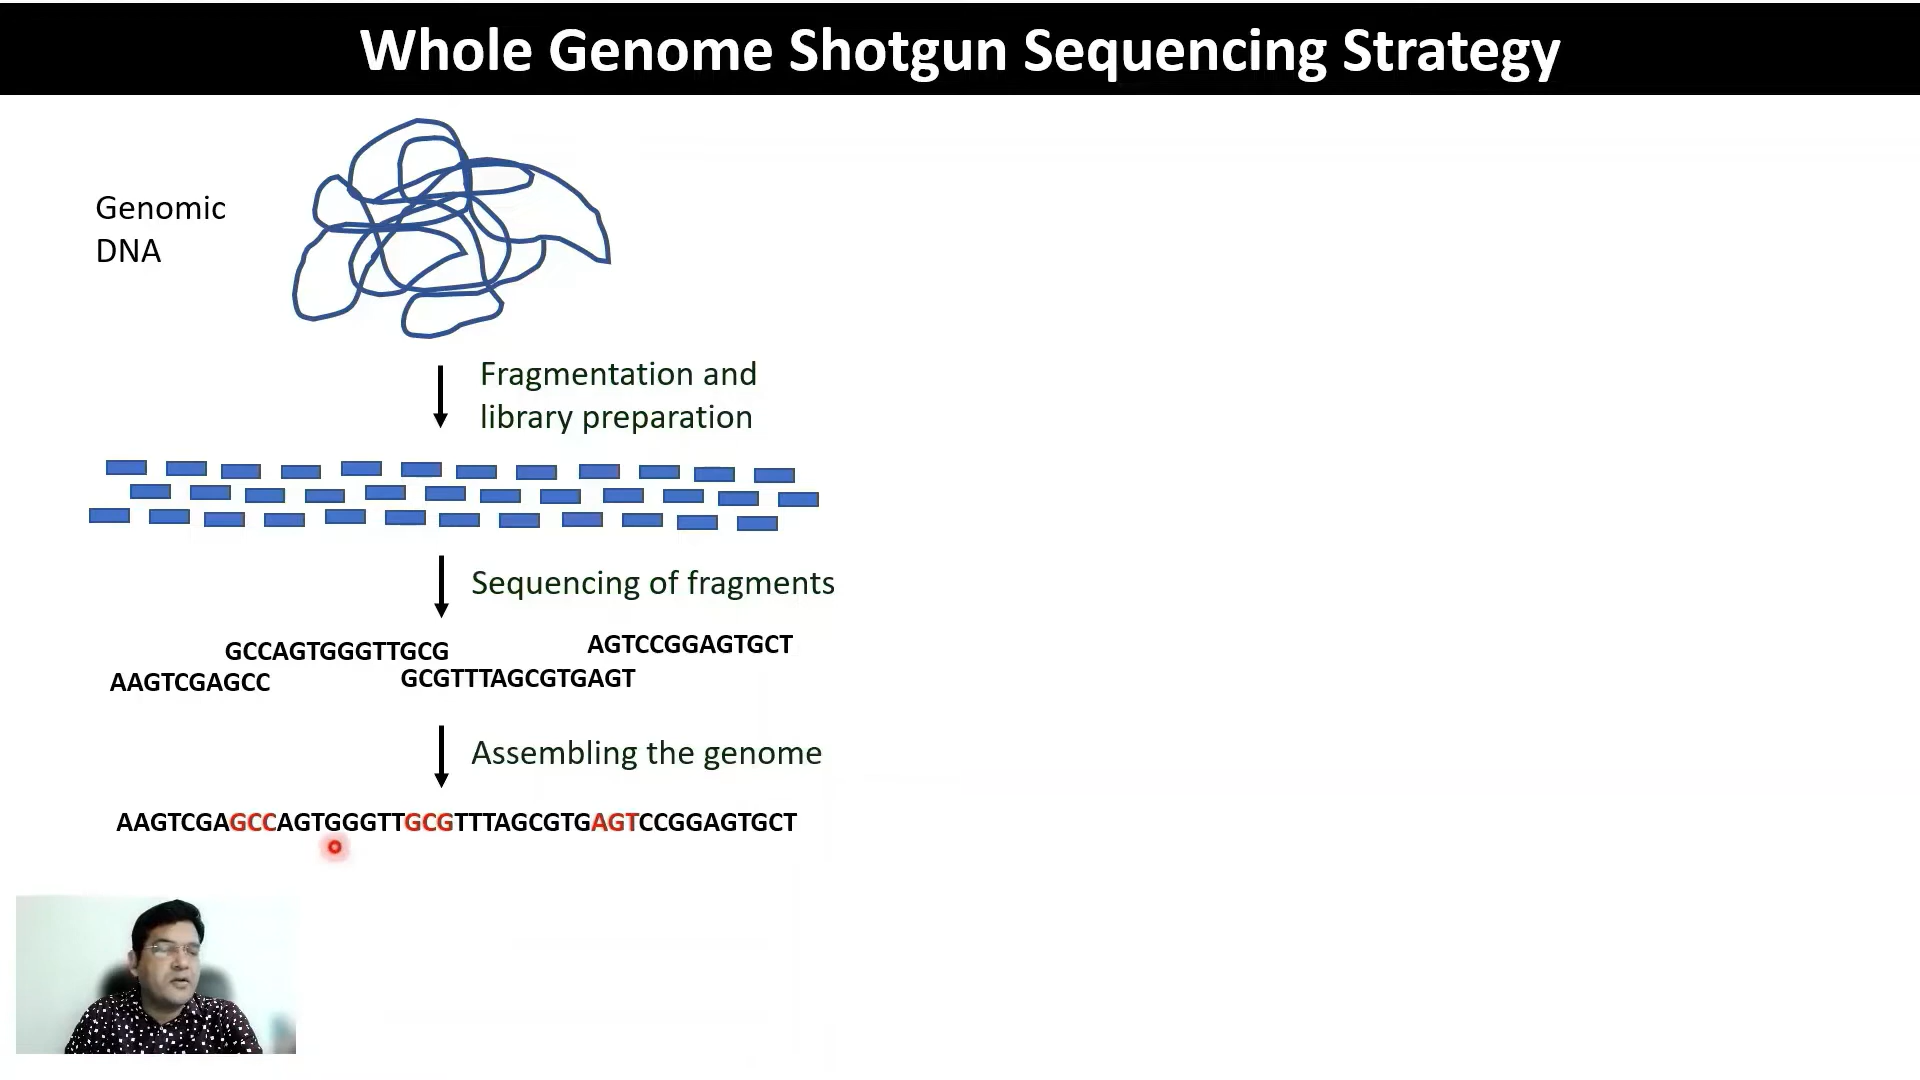 Whole Genome Shotgun Sequencing Strategy
Genomic
DNA
Fragmentation and
library preparation
Sequencing of fragments
GCCAGTGGGTTGCG
AGTCCGGAGTGCT
AAGTCGAGCC
GCGTTTAGCGTGAGT
Assembling the genome
AAGTCGAGCCAGTGGGTTGCGTTTAGCGTGAGTCCGGAGTGCT